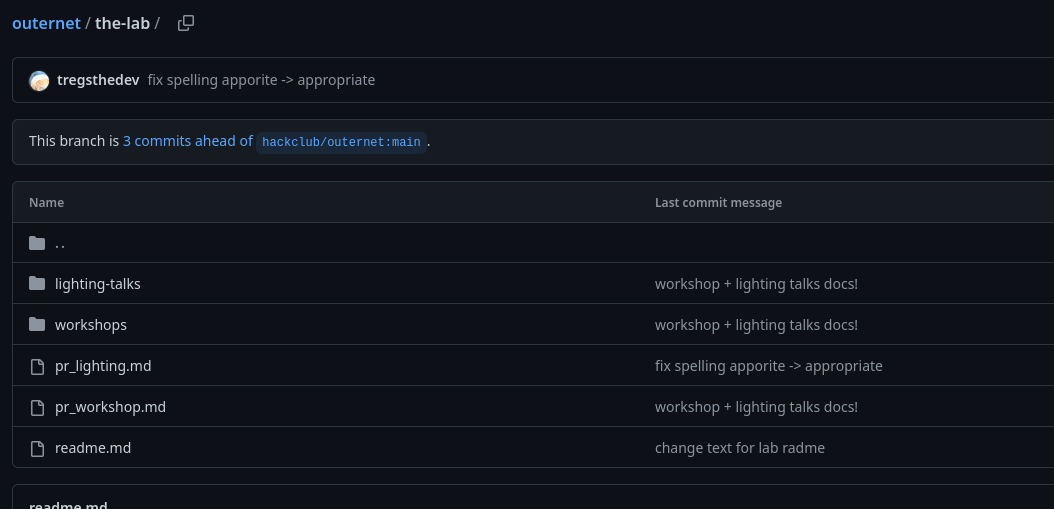 outernet / the-lab /
tregsthedev fix spelling apporite -> appropriate
This branch is 3 commits ahead of hackclub/outernet:main .
Name Last commit message
..
lighting-talks workshop + lighting talks docs!
workshops workshop + lighting talks docs!
pr_lighting.md fix spelling apporite -> appropriate
pr_workshop.md workshop + lighting talks docs!
readme.md change text for lab radme
readme.md